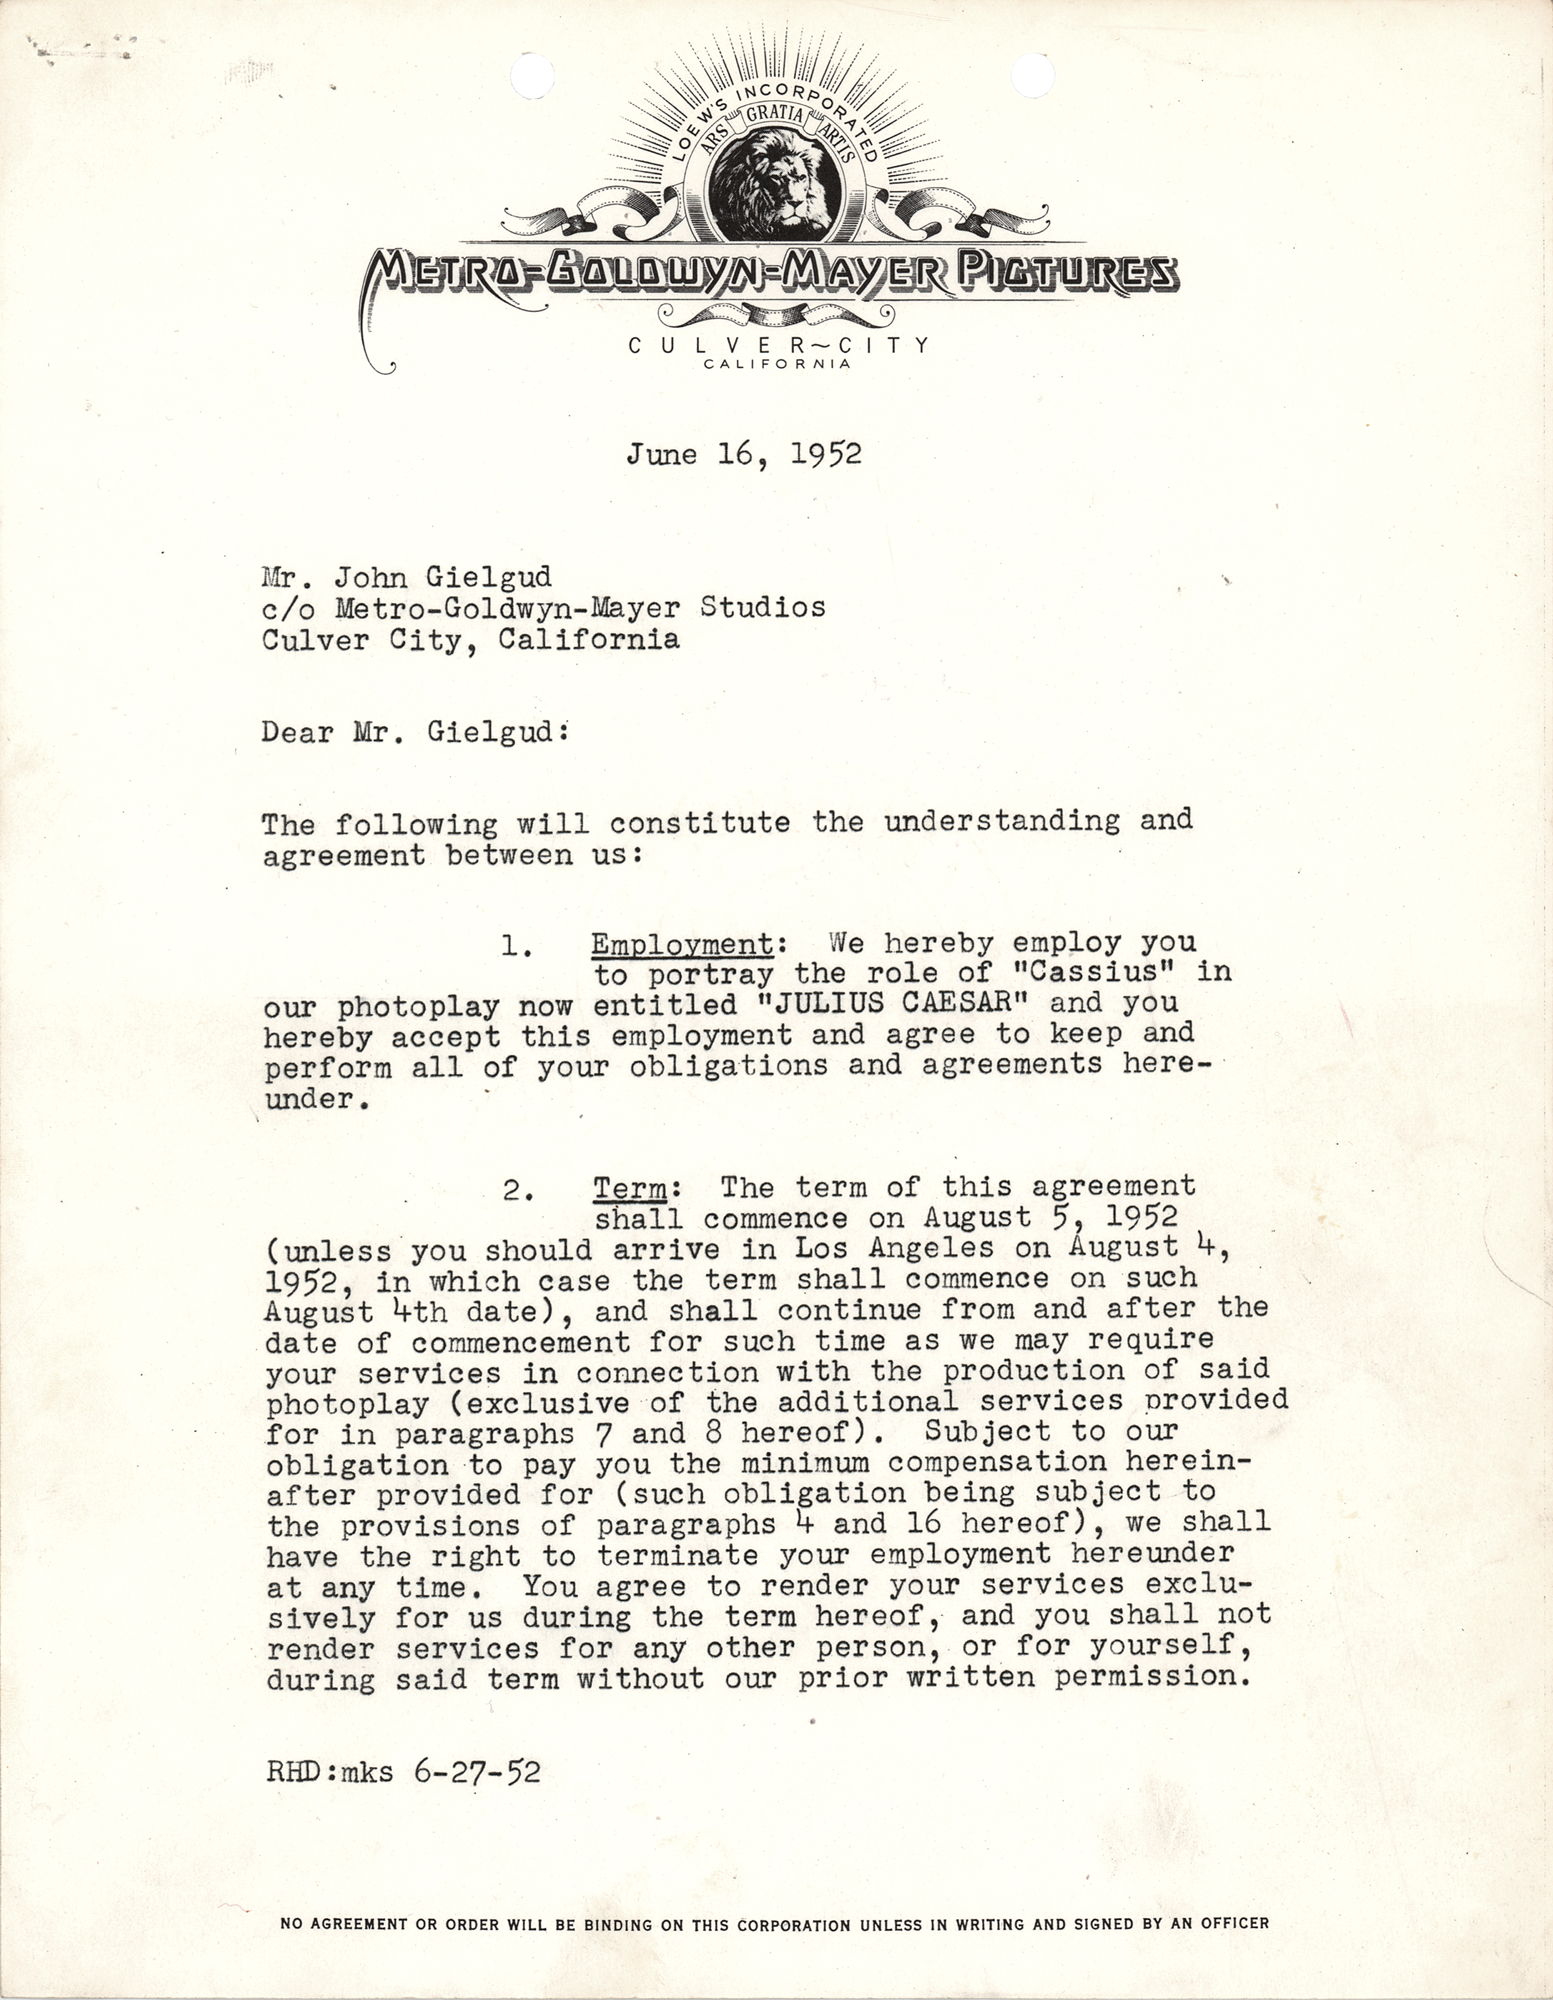 LOEW'S INCORPORATED
ARS GRATIA ARTIS
METRO-GOLDWYN-MAYER PICTURES
CULVER~CITY
CALIFORNIA
June 16, 1952
Mr. John Gielgud
c/o Metro-Goldwyn-Mayer Studios
Culver City, California
Dear Mr. Gielgud:
The following will constitute the understanding and
agreement between us:
1. Employment: We hereby employ you
to portray the role of "Cassius" in
our photoplay now entitled "JULIUS CAESAR" and you
hereby accept this employment and agree to keep and
perform all of your obligations and agreements here-
under.
2. Term: The term of this agreement
shall commence on August 5, 1952
(unless you should arrive in Los Angeles on August 4,
1952, in which case the term shall commence on such
August 4th date), and shall continue from and after the
date of commencement for such time as we may require
your services in connection with the production of said
photoplay (exclusive of the additional services provided
for in paragraphs 7 and 8 hereof). Subject to our
obligation to pay you the minimum compensation herein-
after provided for (such obligation being subject to
the provisions of paragraphs 4 and 16 hereof), we shall
have the right to terminate your employment hereunder
at any time. You agree to render your services exclu-
sively for us during the term hereof, and you shall not
render services for any other person, or for yourself,
during said term without our prior written permission.
RHD:mks 6-27-52
NO AGREEMENT OR ORDER WILL BE BINDING ON THIS CORPORATION UNLESS IN WRITING AND SIGNED BY AN OFFICER